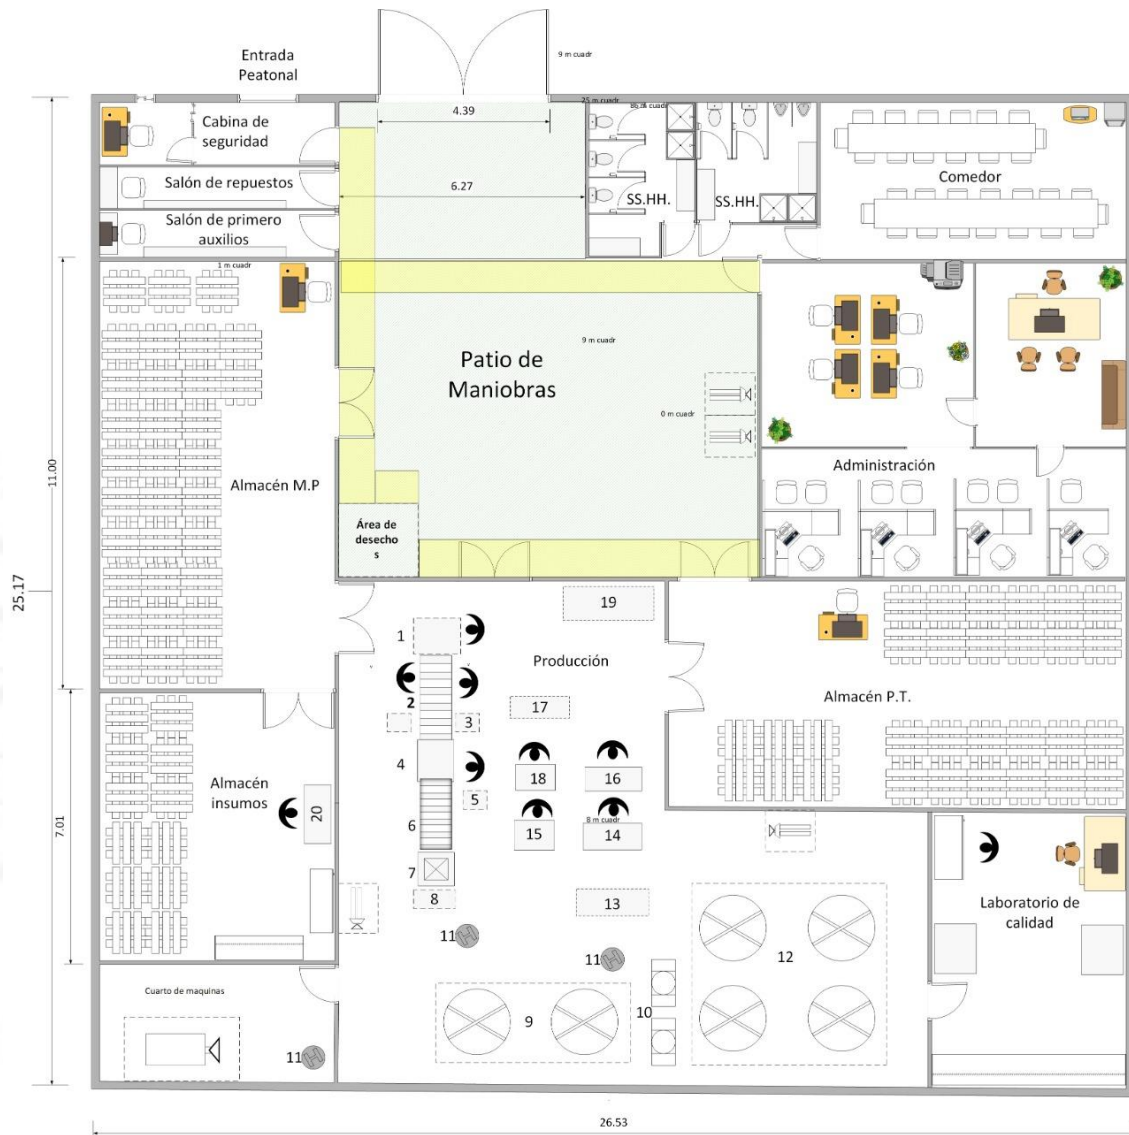 Entrada
Peatonal
9 m cuadr
4.39
25 m cuadr
86 m cuadr
Cabina de
seguridad
Salón de repuestos
6.27
SS.HH.
SS.HH.
Comedor
Salón de primero
auxilios
1 m cuadr
9 m cuadr
Patio de
Maniobras
0 m cuadr
11.00
Almacén M.P
Administración
Área de
desecho
s
25.17
19
1
Producción
2
3
17
Almacén P.T.
4
18
16
5
Almacén
insumos
20
7.01
6
15
8 m cuadr
14
7
8
13
Laboratorio de
calidad
11
11
12
Cuarto de maquinas
9
10
11
26.53